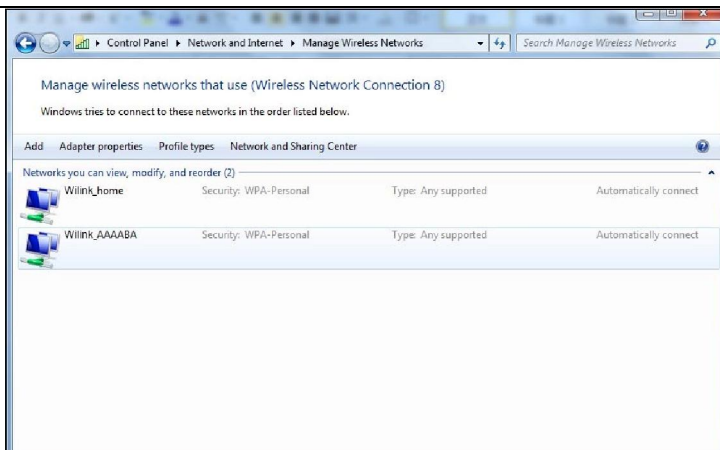 Control Panel Network and Internet Manage Wireless Networks Search Manage Wireless Networks
Manage wireless networks that use (Wireless Network Connection 8)
Windows tries to connect to these networks in the order listed below.
Add Adapter properties Profile types Network and Sharing Center
Networks you can view, modify, and reorder (2)
Wilink_home Security: WPA-Personal Type: Any supported Automatically connect
Wilink_AAAABA Security: WPA-Personal Type: Any supported Automatically connect